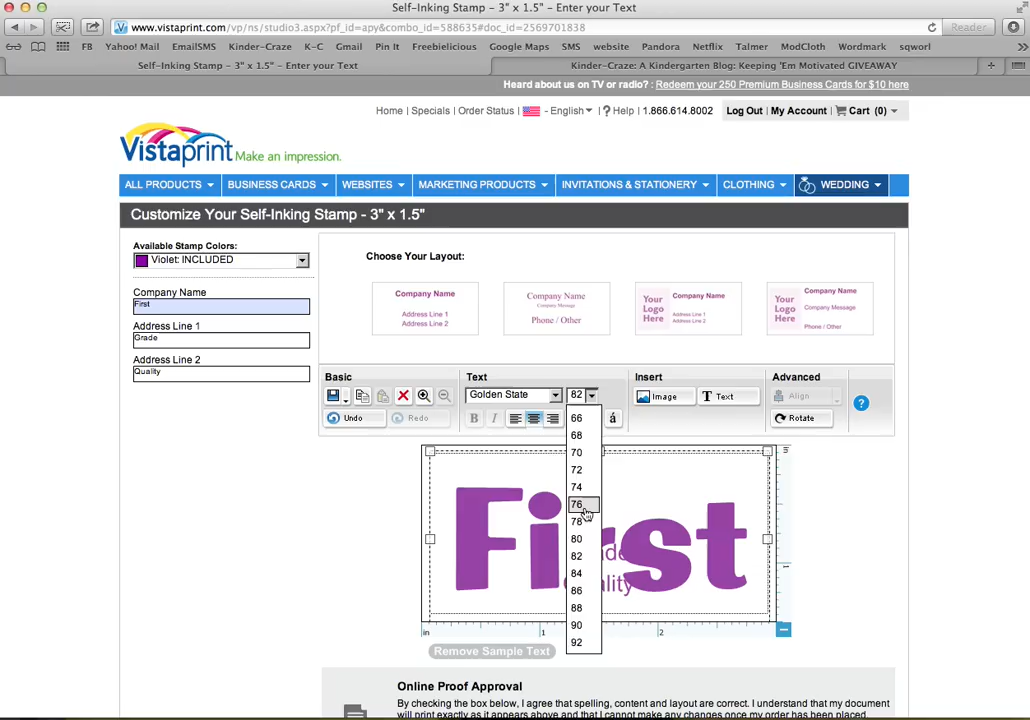 Self-Inking Stamp - 3" x 1.5" - Enter your Text
www.vistaprint.com/vp/ns/studio3.aspx?pf_id=apy&combo_id=588635#doc_id=2569701838
Reader
FB Yahoo! Mail EmailSMS Kinder-Craze K-C Gmail Pin It Freebielicious Google Maps SMS website Pandora Netflix Talmer ModCloth Wordmark sqworl
Self-Inking Stamp - 3" x 1.5" - Enter your Text
Kinder-Craze: A Kindergarten Blog: Keeping 'Em Motivated GIVEAWAY
Heard about us on TV or radio? : Redeem your 250 Premium Business Cards for $10 here
Home | Specials | Order Status | - English | ? Help | 1.866.614.8002 Log Out | My Account | Cart (0)
Vistaprint Make an impression.
ALL PRODUCTS BUSINESS CARDS WEBSITES MARKETING PRODUCTS INVITATIONS & STATIONERY CLOTHING WEDDING
Customize Your Self-Inking Stamp - 3" x 1.5"
Available Stamp Colors:
Violet: INCLUDED
Company Name
First
Address Line 1
Grade
Address Line 2
Quality
Choose Your Layout:
Company Name
Address Line 1
Address Line 2
Company Name
Company Message
Phone / Other
Your
Logo
Here
Company Name
Address Line 1
Address Line 2
Your
Logo
Here
Company Name
Company Message
Phone / Other
Basic
Undo
Redo
Text
Golden State
82
B I
á
Insert
Image
T Text
Advanced
Align
Rotate
?
66
68
70
72
74
76
78
80
82
84
86
88
90
92
First
in
1
in
1
2
Remove Sample Text
Online Proof Approval
By checking the box below, I agree that spelling, content and layout are correct. I understand that my document
will print exactly as it appears above and that I cannot make any changes once my order has been placed.